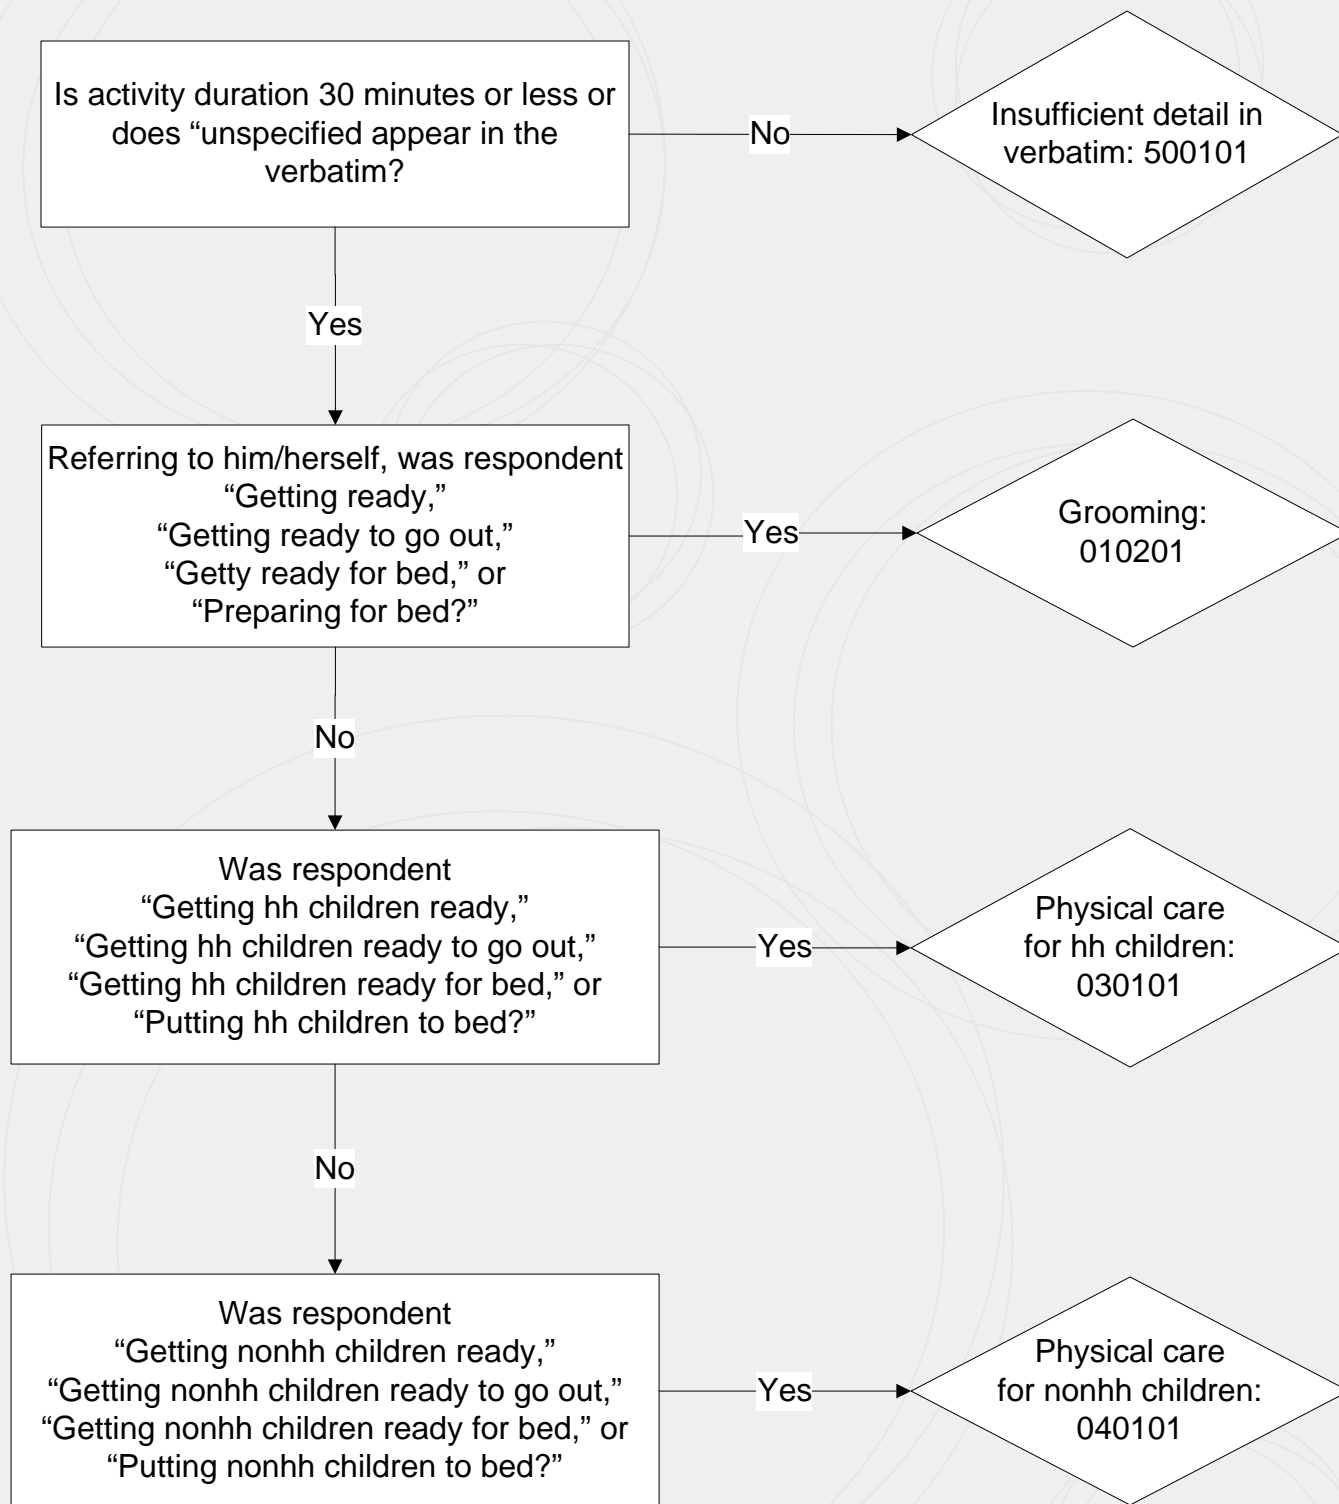 Is activity duration 30 minutes or less or
does “unspecified appear in the
verbatim?
No
Insufficient detail in
verbatim: 500101
Yes
Referring to him/herself, was respondent
“Getting ready,”
“Getting ready to go out,”
“Getty ready for bed,” or
“Preparing for bed?”
Yes
Grooming:
010201
No
Was respondent
“Getting hh children ready,”
“Getting hh children ready to go out,”
“Getting hh children ready for bed,” or
“Putting hh children to bed?”
Yes
Physical care
for hh children:
030101
No
Was respondent
“Getting nonhh children ready,”
“Getting nonhh children ready to go out,”
“Getting nonhh children ready for bed,” or
“Putting nonhh children to bed?”
Yes
Physical care
for nonhh children:
040101